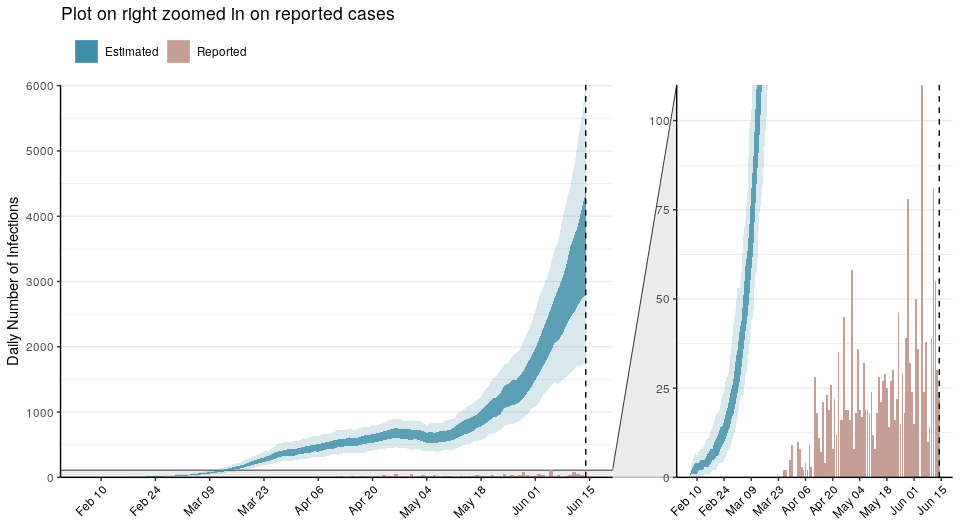 Plot on right zoomed in on reported cases
Estimated
Reported
Daily Number of Infections
6000
5000
4000
3000
2000
1000
0
Feb 10
Feb 24
Mar 09
Mar 23
Apr 06
Apr 20
May 04
May 18
Jun 01
Jun 15
100
75
50
25
0
Feb 10
Feb 24
Mar 09
Mar 23
Apr 06
Apr 20
May 04
May 18
Jun 01
Jun 15